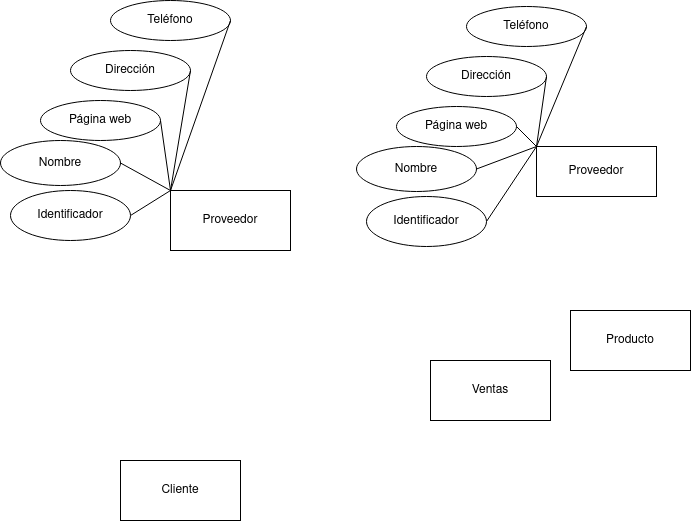 Teléfono
Dirección
Página web
Nombre
Identificador
Proveedor
Teléfono
Dirección
Página web
Nombre
Identificador
Proveedor
Producto
Ventas
Cliente